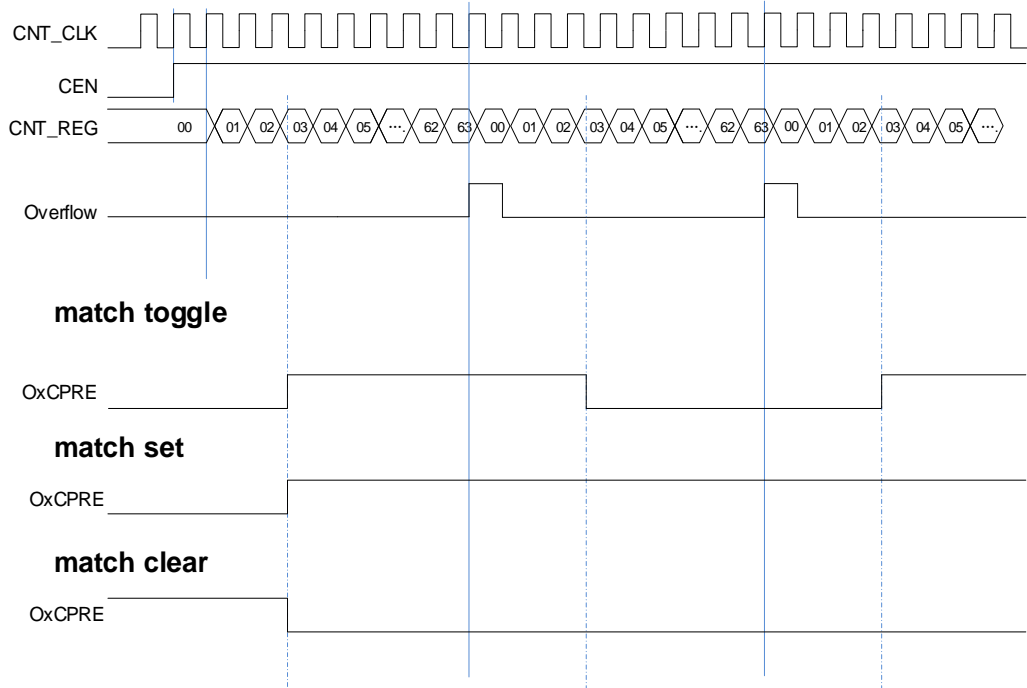 CNT_CLK
CEN
CNT_REG 00 01 02 03 04 05 …. 62 63 00 01 02 03 04 05 …. 62 63 00 01 02 03 04 05 ….
Overflow
match toggle
OxCPRE
match set
OxCPRE
match clear
OxCPRE